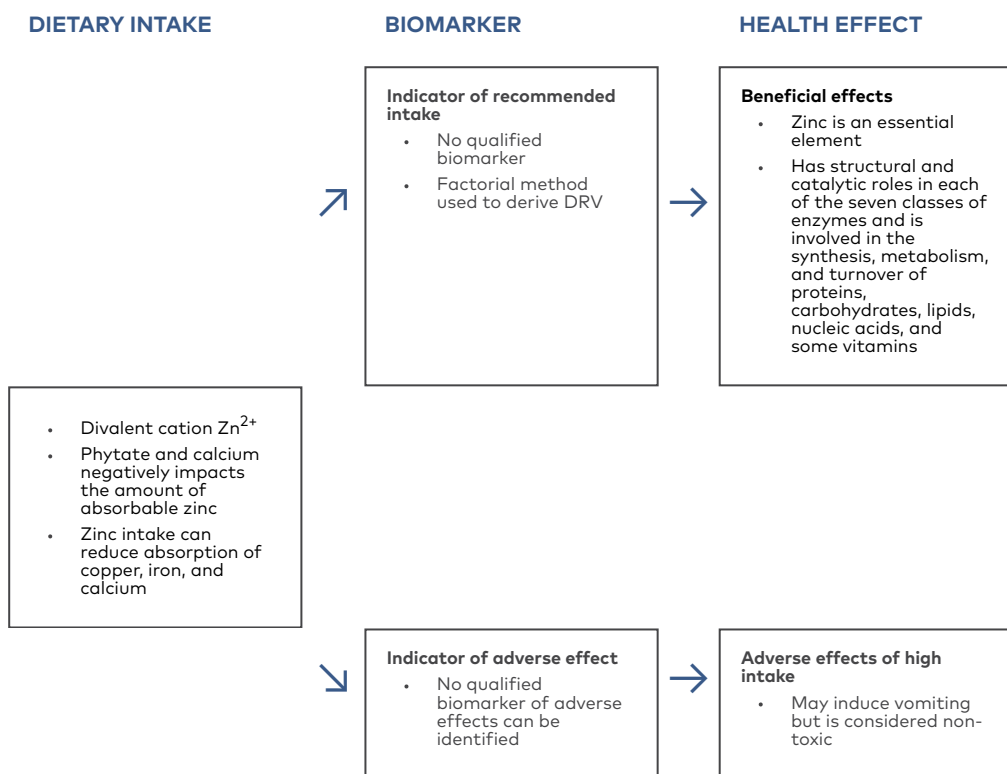 DIETARY INTAKE
BIOMARKER
HEALTH EFFECT
Indicator of recommended
intake
• No qualified
biomarker
• Factorial method
used to derive DRV
Beneficial effects
• Zinc is an essential
element
• Has structural and
catalytic roles in each
of the seven classes of
enzymes and is
involved in the
synthesis, metabolism,
and turnover of
proteins,
carbohydrates, lipids,
nucleic acids, and
some vitamins
• Divalent cation Zn²⁺
• Phytate and calcium
negatively impacts
the amount of
absorbable zinc
• Zinc intake can
reduce absorption of
copper, iron, and
calcium
Indicator of adverse effect
• No qualified
biomarker of adverse
effects can be
identified
Adverse effects of high
intake
• May induce vomiting
but is considered non-
toxic